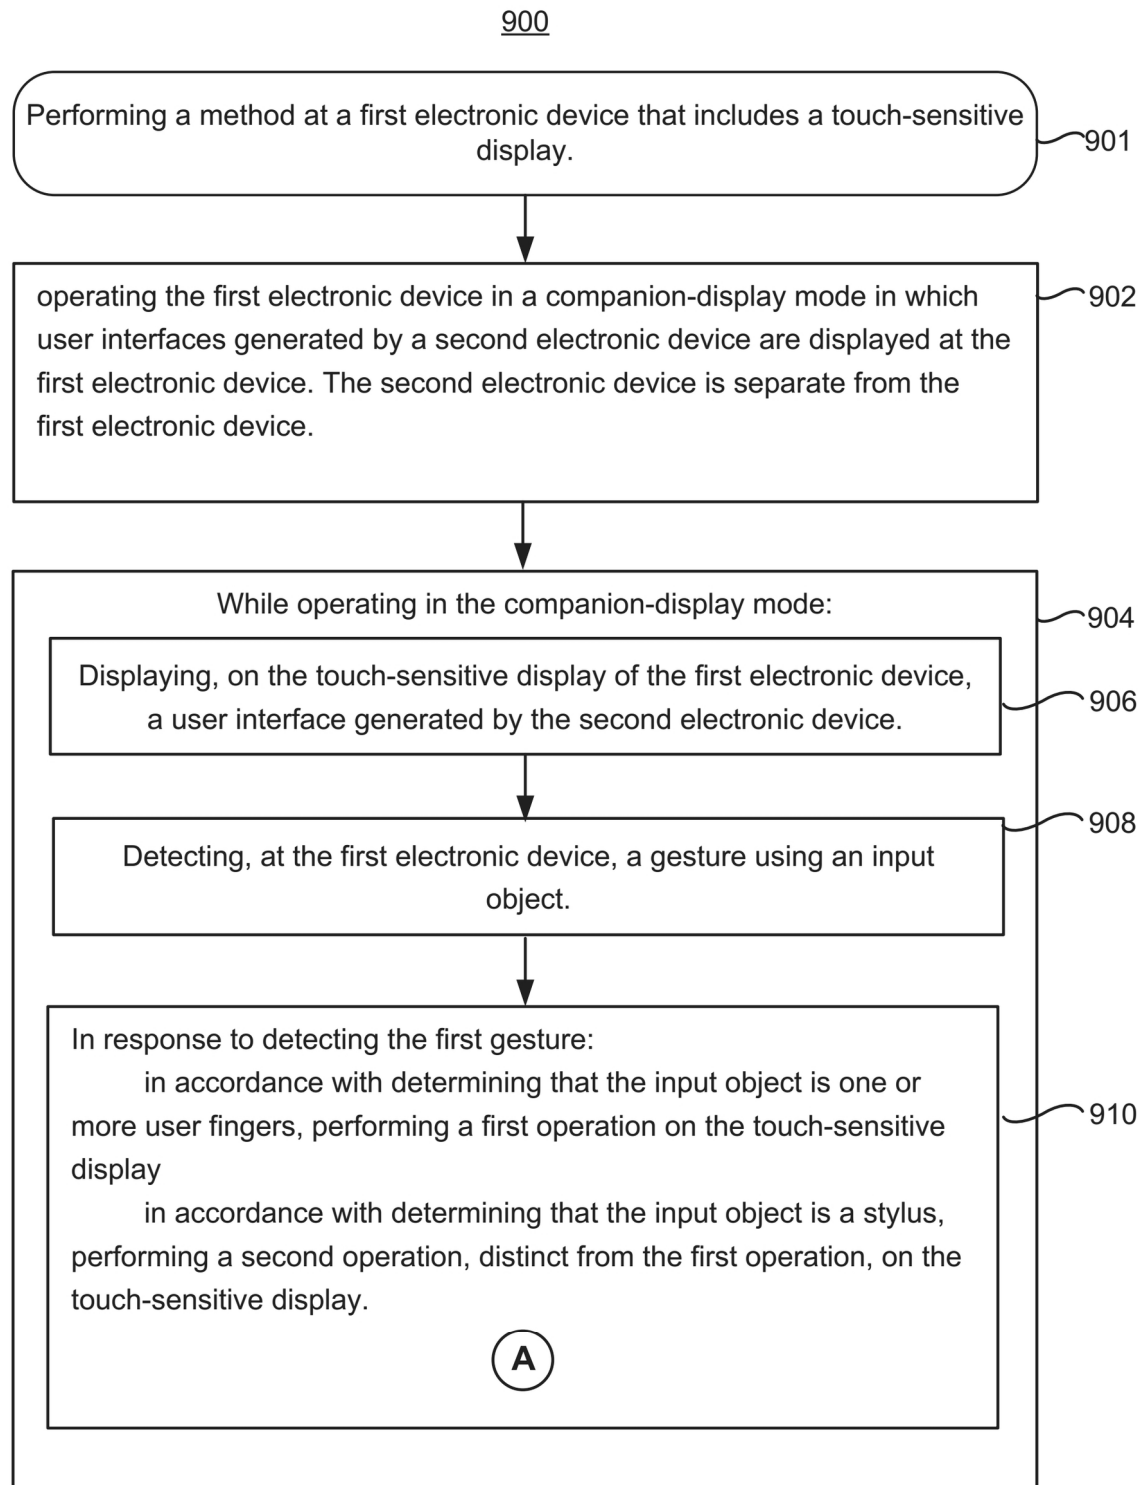 900
Performing a method at a first electronic device that includes a touch-sensitive
display.
901
operating the first electronic device in a companion-display mode in which
user interfaces generated by a second electronic device are displayed at the
first electronic device. The second electronic device is separate from the
first electronic device.
902
While operating in the companion-display mode:
904
Displaying, on the touch-sensitive display of the first electronic device,
a user interface generated by the second electronic device.
906
Detecting, at the first electronic device, a gesture using an input
object.
908
In response to detecting the first gesture:
in accordance with determining that the input object is one or
more user fingers, performing a first operation on the touch-sensitive
display
in accordance with determining that the input object is a stylus,
performing a second operation, distinct from the first operation, on the
touch-sensitive display.
910
A